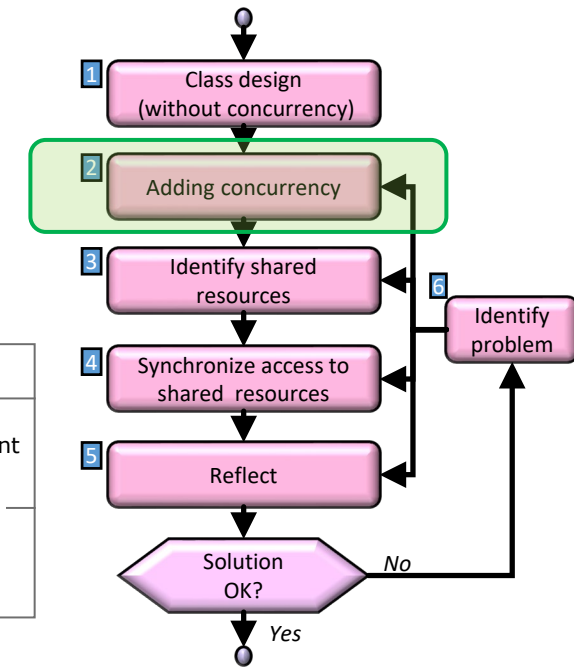 1
Class design
(without concurrency)
2
Adding concurrency
3
Identify shared
resources
6
Identify
problem
4
Synchronize access to
shared resources
nt
5
Reflect
Solution
OK?
No
Yes